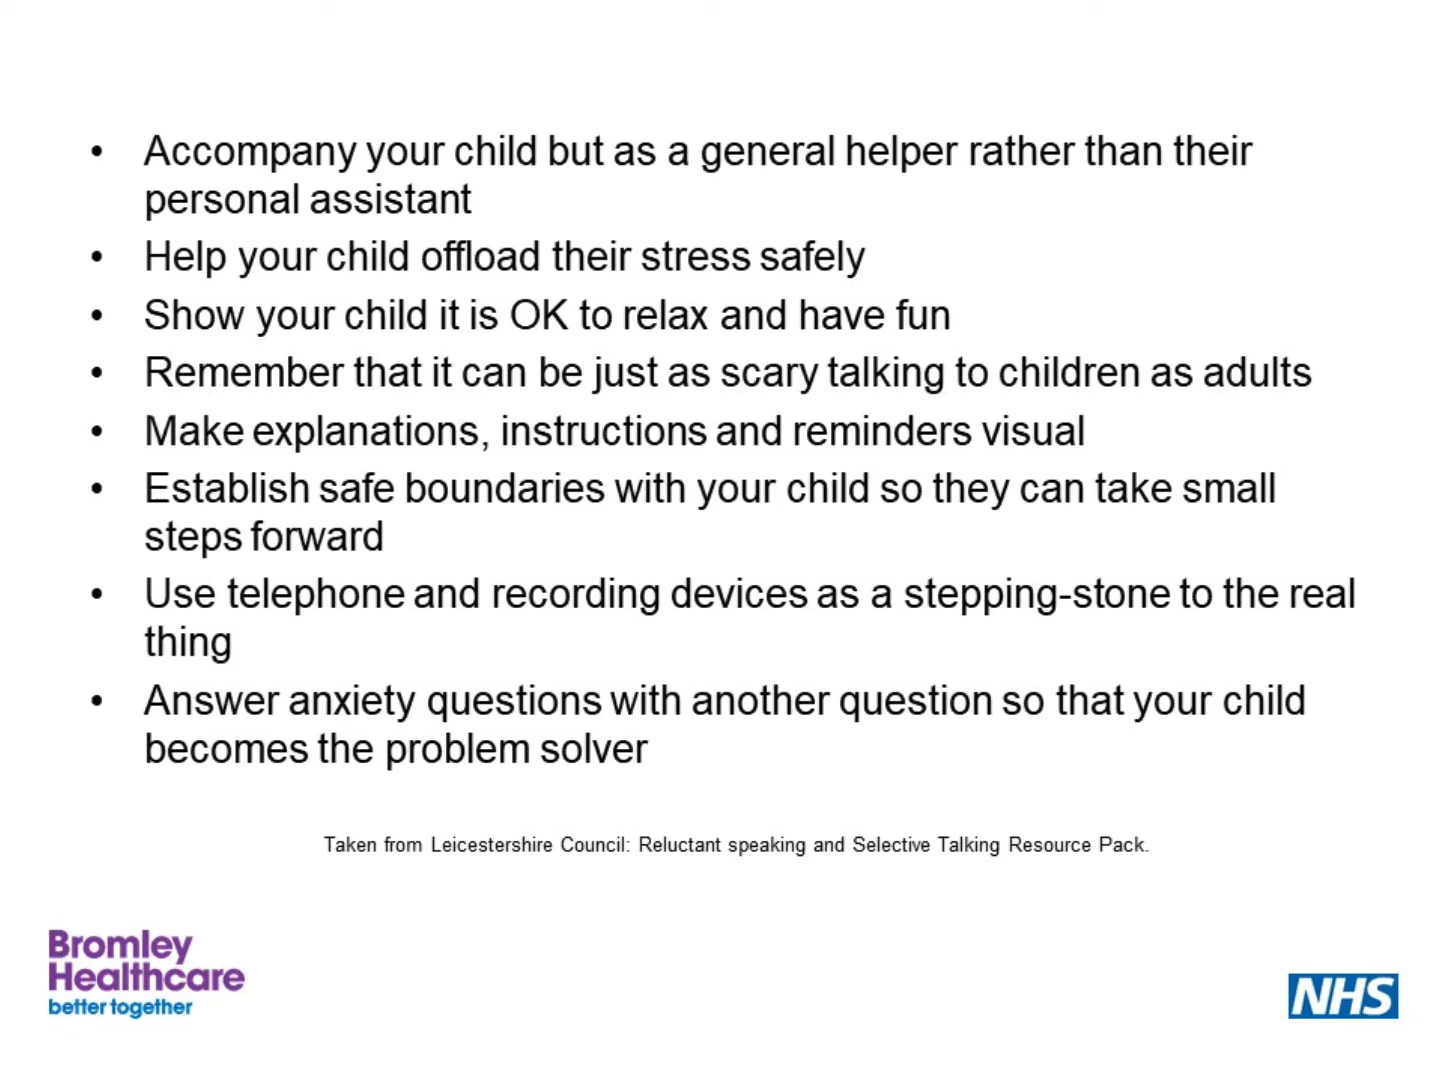 • Accompany your child but as a general helper rather than their
personal assistant
• Help your child offload their stress safely
• Show your child it is OK to relax and have fun
• Remember that it can be just as scary talking to children as adults
• Make explanations, instructions and reminders visual
• Establish safe boundaries with your child so they can take small
steps forward
• Use telephone and recording devices as a stepping-stone to the real
thing
• Answer anxiety questions with another question so that your child
becomes the problem solver
Taken from Leicestershire Council: Reluctant speaking and Selective Talking Resource Pack.
Bromley
Healthcare
better together
NHS